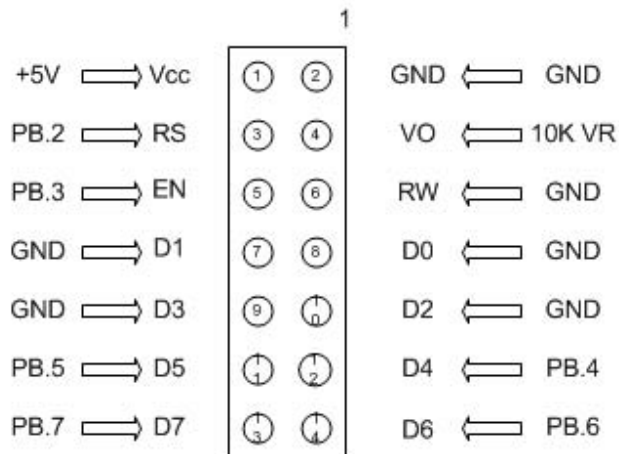 1
+5V Vcc 1 2 GND GND
PB.2 RS 3 4 VO 10K VR
PB.3 EN 5 6 RW GND
GND D1 7 8 D0 GND
GND D3 9 10 D2 GND
PB.5 D5 11 12 D4 PB.4
PB.7 D7 13 14 D6 PB.6